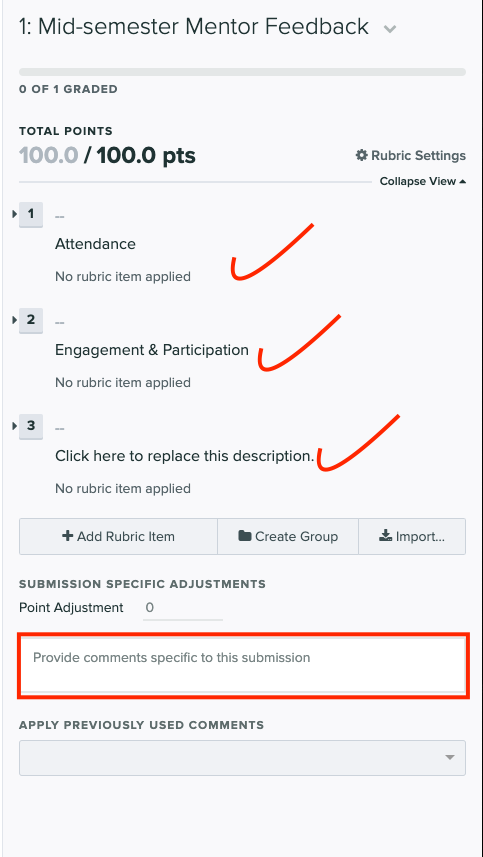 1: Mid-semester Mentor Feedback
0 OF 1 GRADED
TOTAL POINTS
100.0 / 100.0 pts
Rubric Settings
Collapse View
1 --
Attendance
No rubric item applied
2 --
Engagement & Participation
No rubric item applied
3 --
Click here to replace this description.
No rubric item applied
Add Rubric Item Create Group Import...
SUBMISSION SPECIFIC ADJUSTMENTS
Point Adjustment 0
Provide comments specific to this submission
APPLY PREVIOUSLY USED COMMENTS